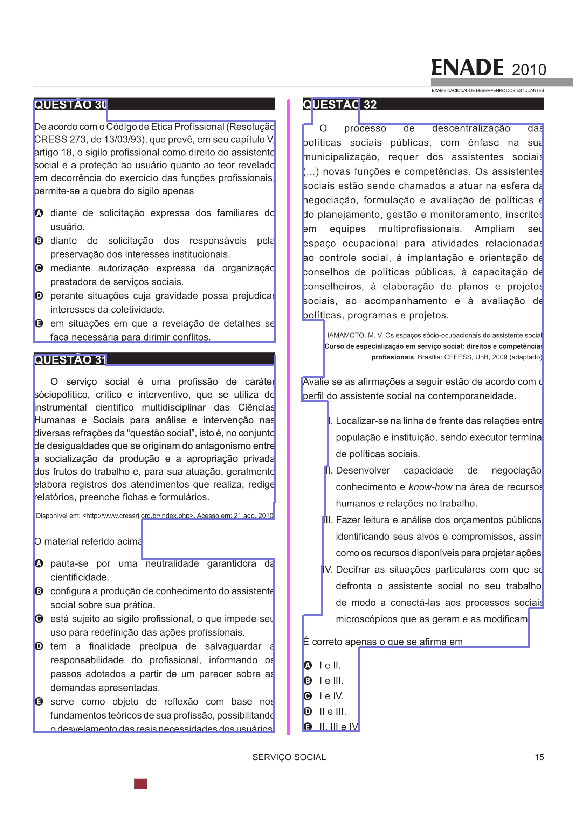 ENADE 2010
EXAME NACIONAL DE DESEMPENHO DOS ESTUDANTES
QUESTÃO 30
De acordo com o Código de Ética Profissional (Resolução
CRESS 273, de 13/03/93), que prevê, em seu capítulo V,
artigo 18, o sigilo profissional como direito do assistente
social e a proteção ao usuário quanto ao teor revelado
em decorrência do exercício das funções profissionais,
permite-se a quebra do sigilo apenas
A diante de solicitação expressa dos familiares do
usuário.
B diante de solicitação dos responsáveis pela
preservação dos interesses institucionais.
C mediante autorização expressa da organização
prestadora de serviços sociais.
D perante situações cuja gravidade possa prejudicar
interesses da coletividade.
E em situações em que a revelação de detalhes se
faça necessária para dirimir conflitos.
QUESTÃO 31
O serviço social é uma profissão de caráter
sociopolítico, crítico e interventivo, que se utiliza de
instrumental científico multidisciplinar das Ciências
Humanas e Sociais para análise e intervenção nas
diversas refrações da "questão social", isto é, no conjunto
de desigualdades que se originam do antagonismo entre
a socialização da produção e a apropriação privada
dos frutos do trabalho e, para sua atuação, geralmente
elabora registros dos atendimentos que realiza, redige
relatórios, preenche fichas e formulários.
Disponível em: <http://www.cressrj.org.br/index.php>. Acesso em: 21 ago. 2010.
O material referido acima
A pauta-se por uma neutralidade garantidora da
cientificidade.
B configura a produção de conhecimento do assistente
social sobre sua prática.
C está sujeito ao sigilo profissional, o que impede seu
uso para redefinição das ações profissionais.
D tem a finalidade precípua de salvaguardar a
responsabilidade do profissional, informando os
passos adotados a partir de um parecer sobre as
demandas apresentadas.
E serve como objeto de reflexão com base nos
fundamentos teóricos de sua profissão, possibilitando
o desvelamento das reais necessidades dos usuários.
QUESTÃO 32
O processo de descentralização das
políticas sociais públicas, com ênfase na sua
municipalização, requer dos assistentes sociais
(...) novas funções e competências. Os assistentes
sociais estão sendo chamados a atuar na esfera da
negociação, formulação e avaliação de políticas e
do planejamento, gestão e monitoramento, inscritos
em equipes multiprofissionais. Ampliam seu
espaço ocupacional para atividades relacionadas
ao controle social, à implantação e orientação de
conselhos de políticas públicas, à capacitação de
conselheiros, à elaboração de planos e projetos
sociais, ao acompanhamento e à avaliação de
políticas, programas e projetos.
IAMAMOTO, M. V. Os espaços sócio-ocupacionais do assistente social.
Curso de especialização em serviço social: direitos e competências
profissionais. Brasília: CFESS, UnB, 2009 (adaptado).
Avalie se as afirmações a seguir estão de acordo com o
perfil do assistente social na contemporaneidade.
I. Localizar-se na linha de frente das relações entre
população e instituição, sendo executor terminal
de políticas sociais.
II. Desenvolver capacidade de negociação,
conhecimento e know-how na área de recursos
humanos e relações no trabalho.
III. Fazer leitura e análise dos orçamentos públicos,
identificando seus alvos e compromissos, assim
como os recursos disponíveis para projetar ações.
IV. Decifrar as situações particulares com que se
defronta o assistente social no seu trabalho,
de modo a conectá-las aos processos sociais
microscópicos que as geram e as modificam.
É correto apenas o que se afirma em
A I e II.
B I e III.
C I e IV.
D II e III.
E II, III e IV.
SERVIÇO SOCIAL
15